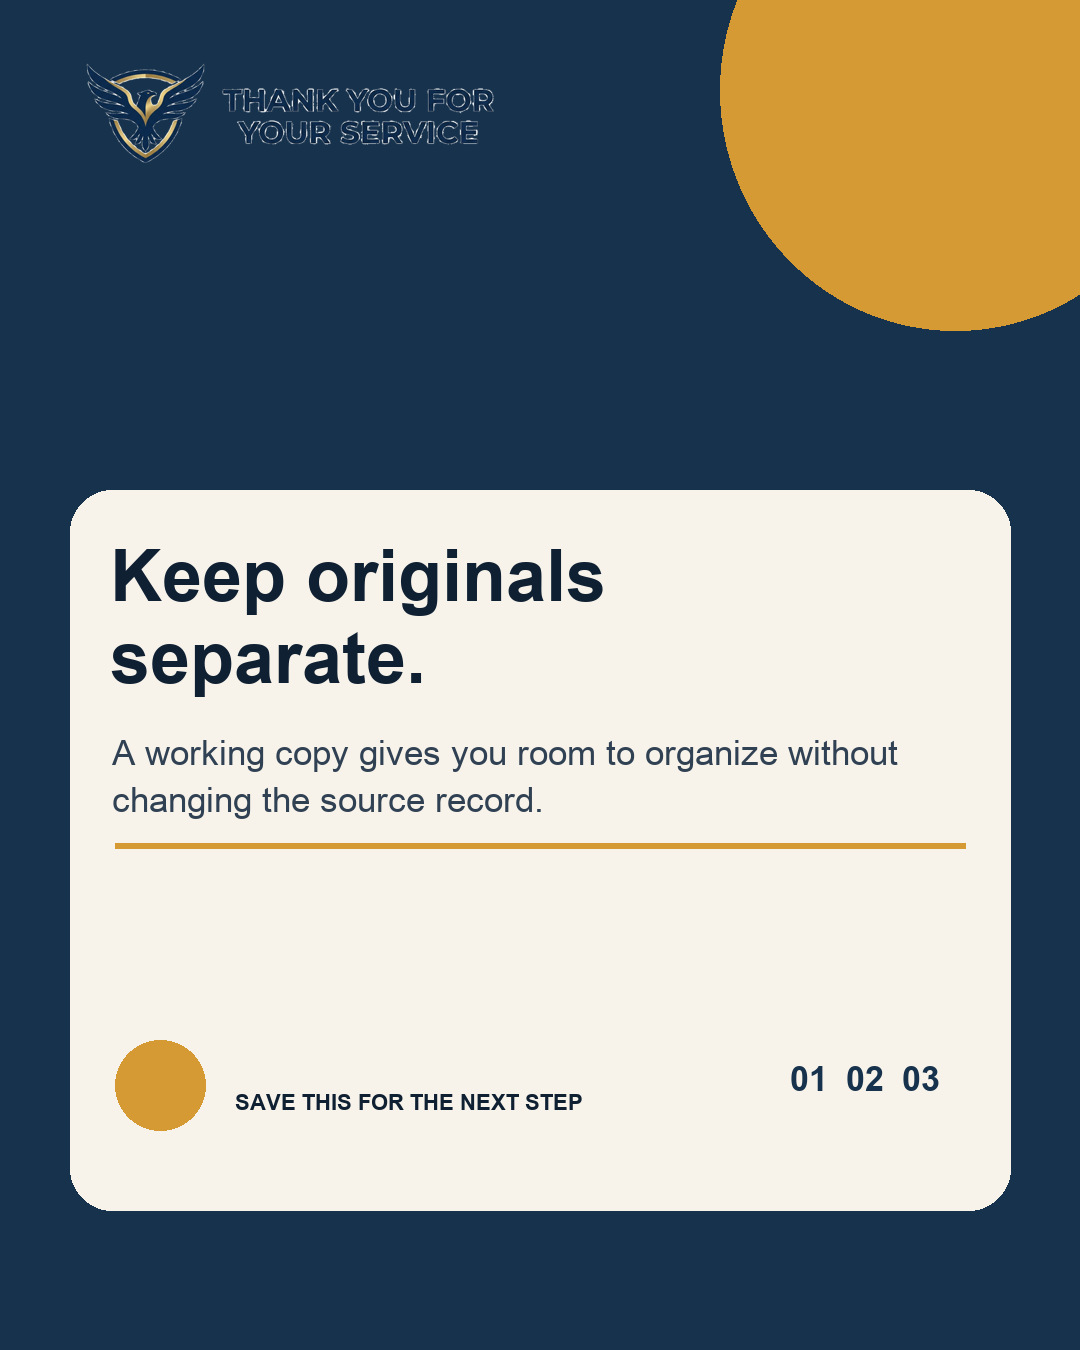 THANK YOU FOR
YOUR SERVICE
Keep originals
separate.
A working copy gives you room to organize without
changing the source record.
SAVE THIS FOR THE NEXT STEP
01 02 03